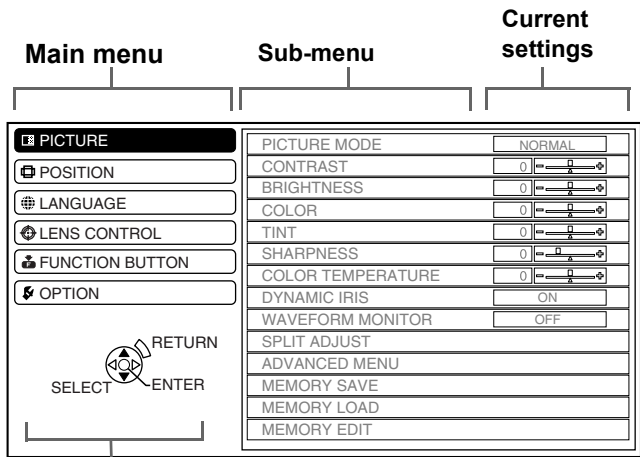 Main menu
Sub-menu
Current
settings
PICTURE
POSITION
LANGUAGE
LENS CONTROL
FUNCTION BUTTON
OPTION
RETURN
SELECT
ENTER
PICTURE MODE NORMAL
CONTRAST 0
BRIGHTNESS 0
COLOR 0
TINT 0
SHARPNESS 0
COLOR TEMPERATURE 0
DYNAMIC IRIS ON
WAVEFORM MONITOR OFF
SPLIT ADJUST
ADVANCED MENU
MEMORY SAVE
MEMORY LOAD
MEMORY EDIT